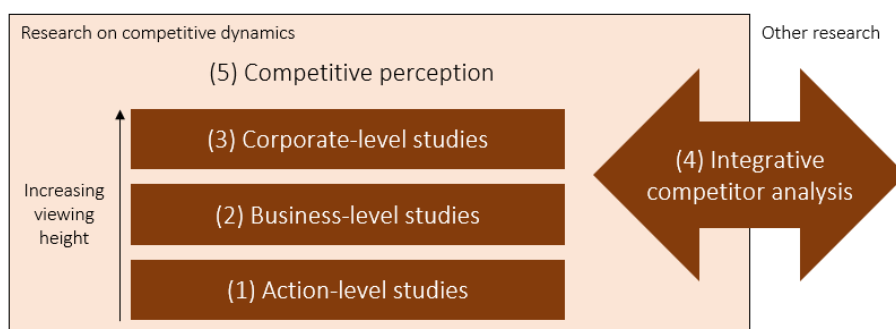 Research on competitive dynamics
Other research
(5) Competitive perception
(3) Corporate-level studies
(2) Business-level studies
(1) Action-level studies
Increasing
viewing
height
(4) Integrative
competitor analysis